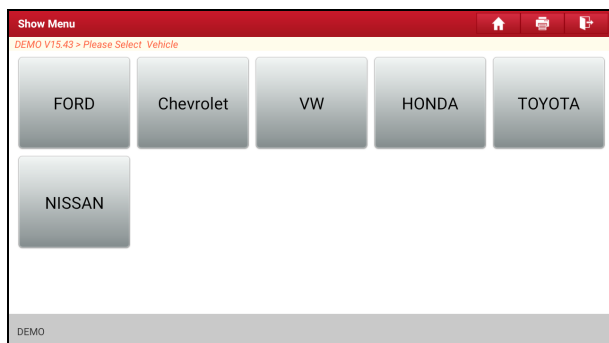 Show Menu
DEMO V15.43 > Please Select Vehicle
FORD Chevrolet VW HONDA TOYOTA
NISSAN
DEMO